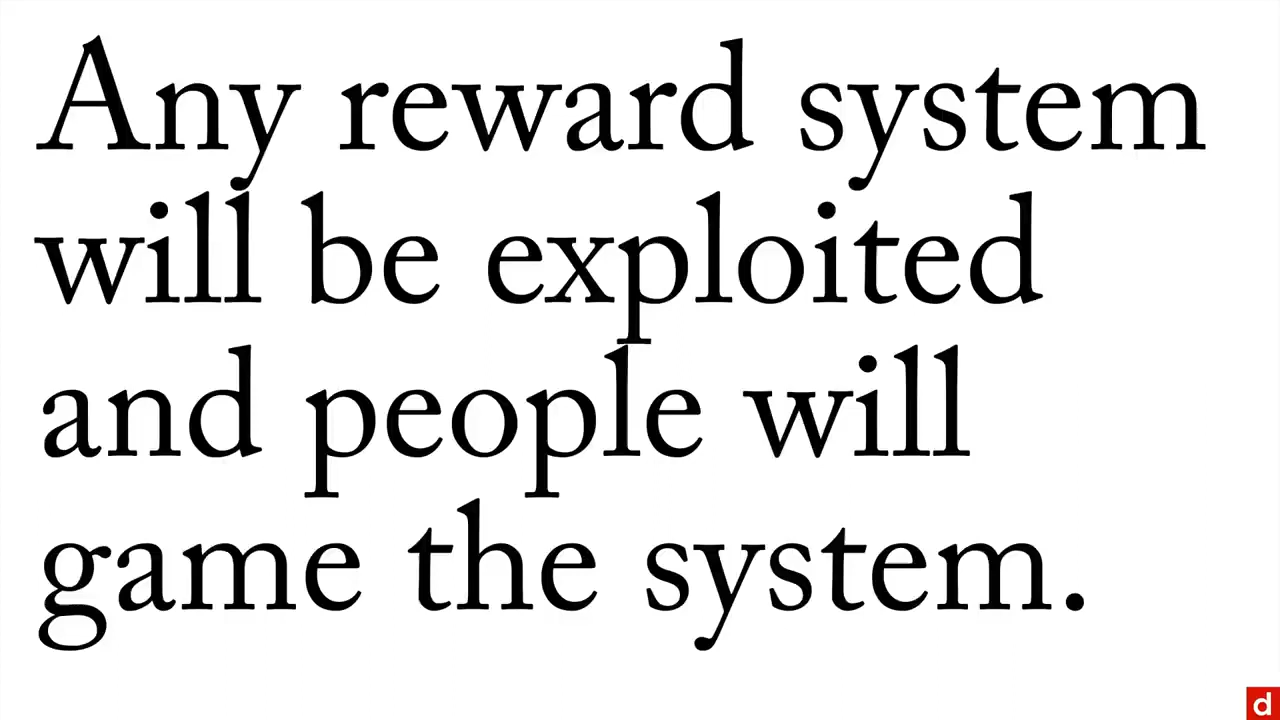 Any reward system
will be exploited
and people will
game the system.
d